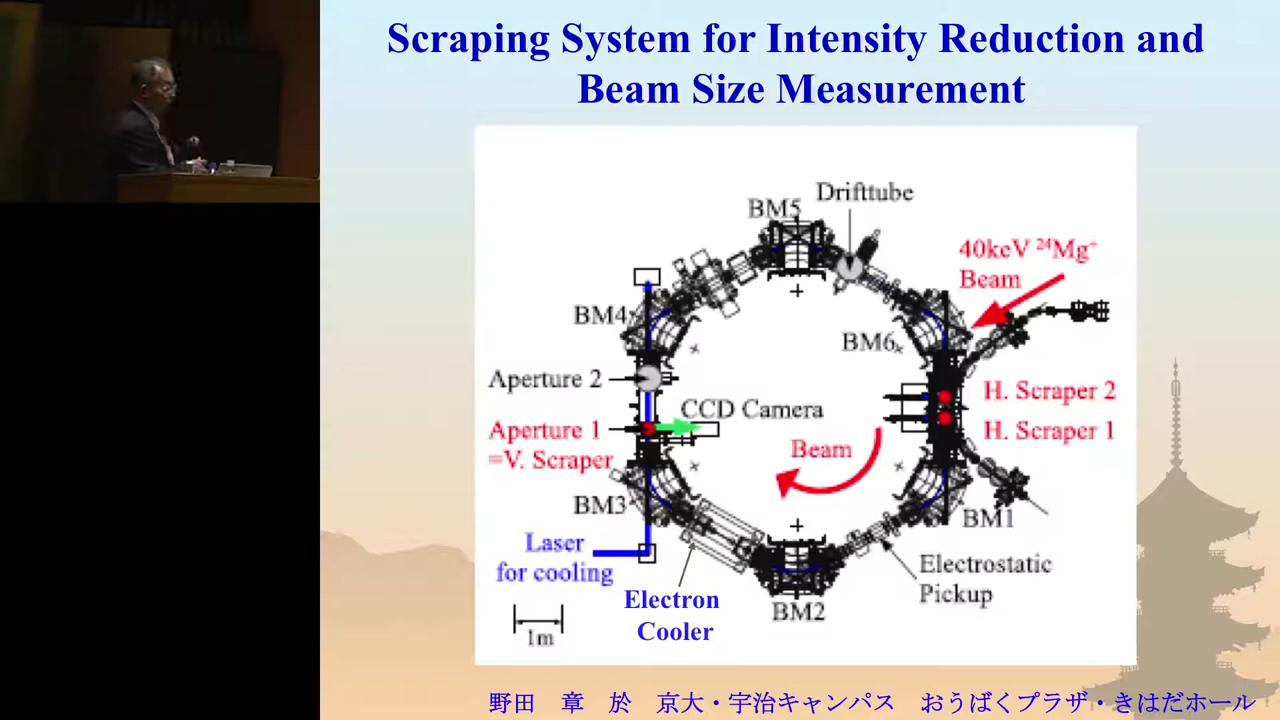 Scraping System for Intensity Reduction and
Beam Size Measurement
Drifttube
BM5
40keV ²⁴Mg⁺
Beam
BM4
BM6
Aperture 2
CCD Camera
H. Scraper 2
Aperture 1
=V. Scraper
H. Scraper 1
Beam
BM3
BM1
Laser
for cooling
Electrostatic
Pickup
Electron
Cooler
BM2
1m
野田　章　於　京大・宇治キャンパス　おうばくプラザ・きはだホール